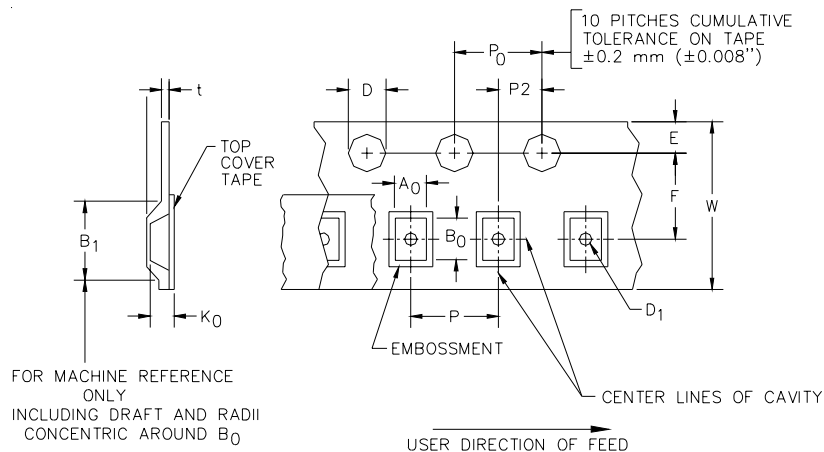 10 PITCHES CUMULATIVE
TOLERANCE ON TAPE
±0.2 mm (±0.008")
P0
t
D
P2
E
TOP
COVER
TAPE
A0
F
W
B1
B0
K0
P
D1
EMBOSSMENT
FOR MACHINE REFERENCE
ONLY
INCLUDING DRAFT AND RADII
CONCENTRIC AROUND B0
CENTER LINES OF CAVITY
USER DIRECTION OF FEED